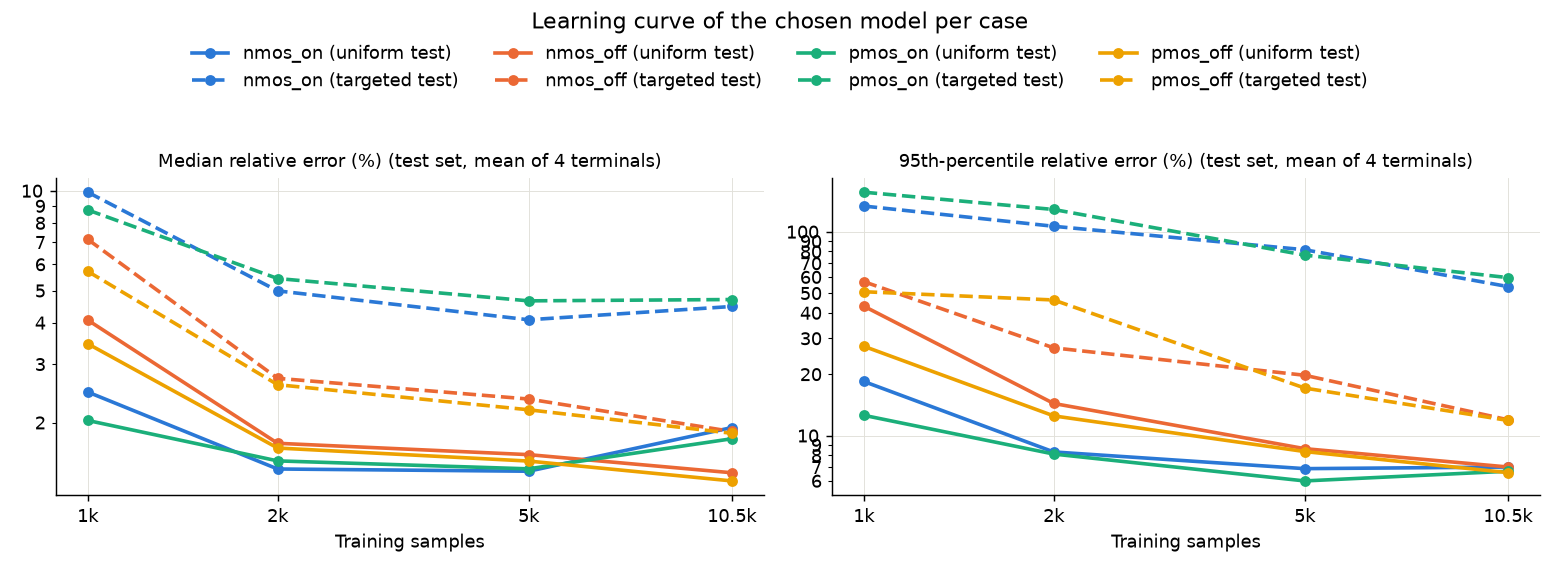 Learning curve of the chosen model per case
nmos_on (uniform test) nmos_off (uniform test) pmos_on (uniform test) pmos_off (uniform test)
nmos_on (targeted test) nmos_off (targeted test) pmos_on (targeted test) pmos_off (targeted test)
Median relative error (%) (test set, mean of 4 terminals)
10
9
8
7
6
5
4
3
2
1k 2k 5k 10.5k
Training samples
95th-percentile relative error (%) (test set, mean of 4 terminals)
100
90
80
70
60
50
40
30
20
10
9
8
7
6
1k 2k 5k 10.5k
Training samples